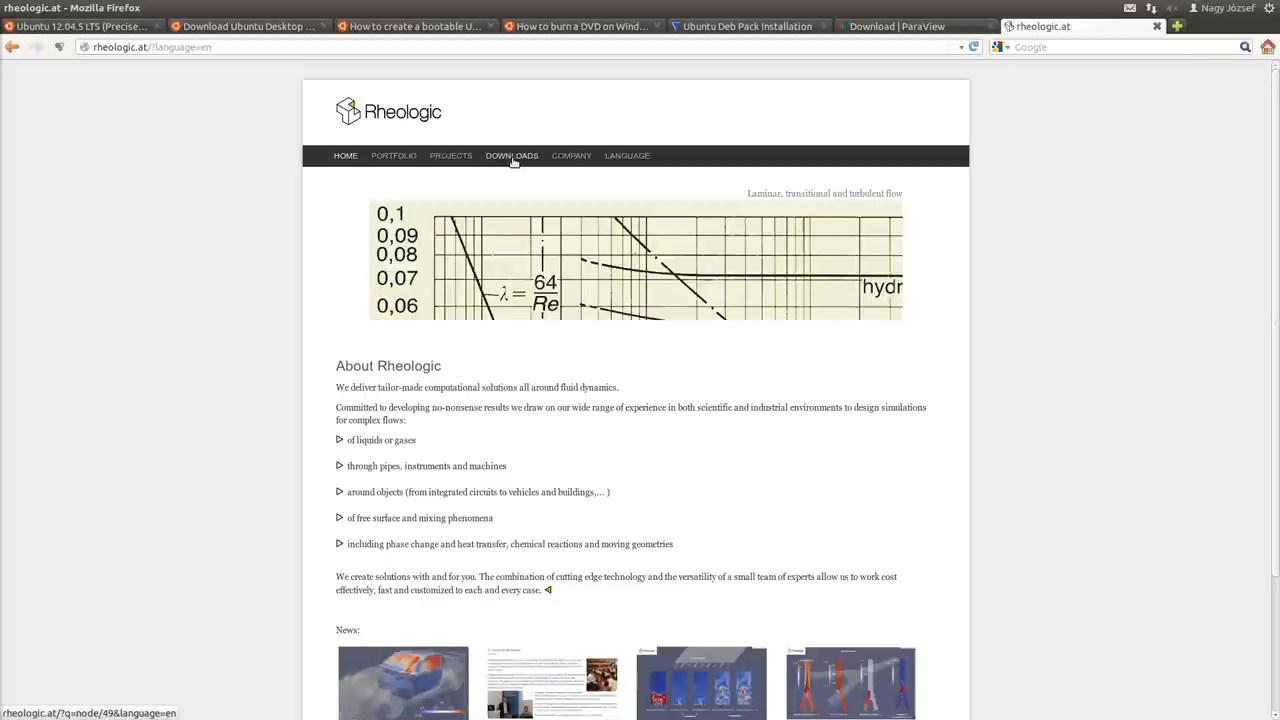 rheologic.at - Mozilla Firefox
Nagy József
Ubuntu 12.04.5 LTS (Precise...
Download Ubuntu Desktop ...
How to create a bootable U...
How to burn a DVD on Win...
Ubuntu Deb Pack Installation
Download | ParaView
rheologic.at
rheologic.at/?language=en
Google
Rheologic
HOME PORTFOLIO PROJECTS DOWNLOADS COMPANY LANGUAGE
Laminar, transitional and turbulent flow
0,1
0,09
0,08
0,07
0,06
λ = 64/Re
hydr
About Rheologic
We deliver tailor-made computational solutions all around fluid dynamics.
Committed to developing no-nonsense results we draw on our wide range of experience in both scientific and industrial environments to design simulations
for complex flows:
of liquids or gases
through pipes, instruments and machines
around objects (from integrated circuits to vehicles and buildings,... )
of free surface and mixing phenomena
including phase change and heat transfer, chemical reactions and moving geometries
We create solutions with and for you. The combination of cutting edge technology and the versatility of a small team of experts allow us to work cost
effectively, fast and customized to each and every case.
News:
rheologic.at/?q=node/49&language=en